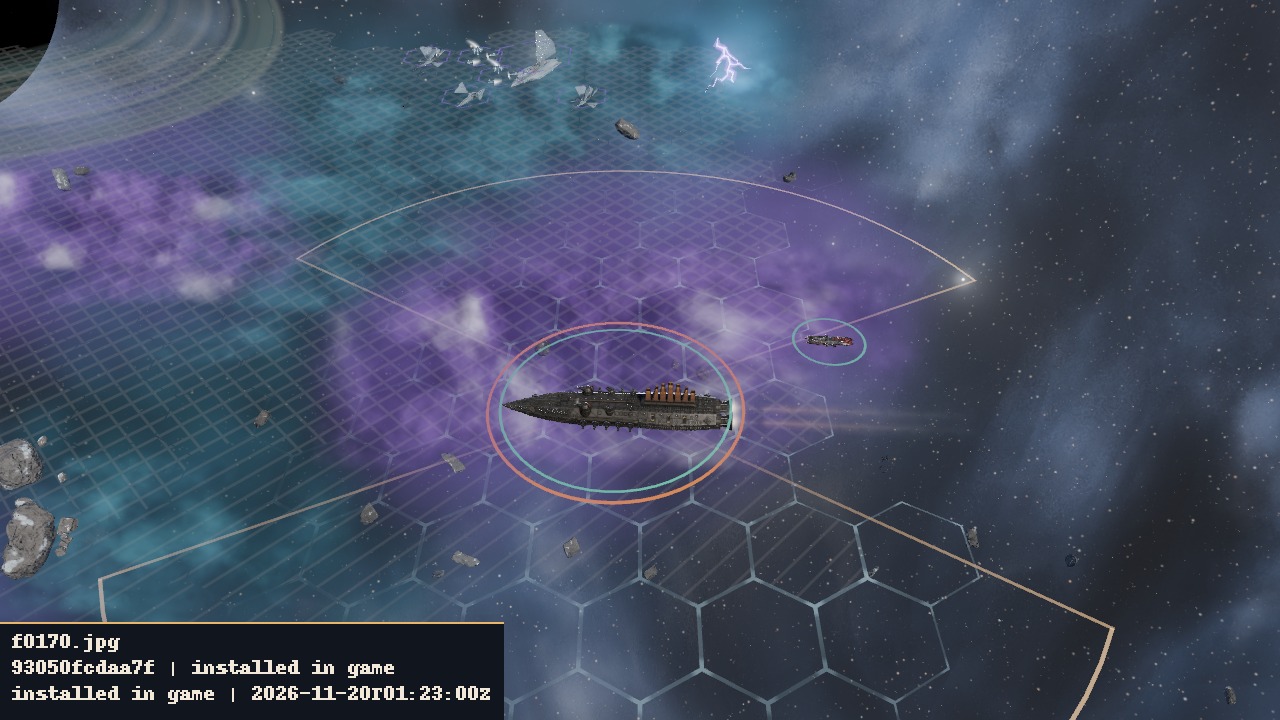 f0170.jpg
93050fcdaa7f | installed in game
installed in game | 2026-11-20T01:23:00z